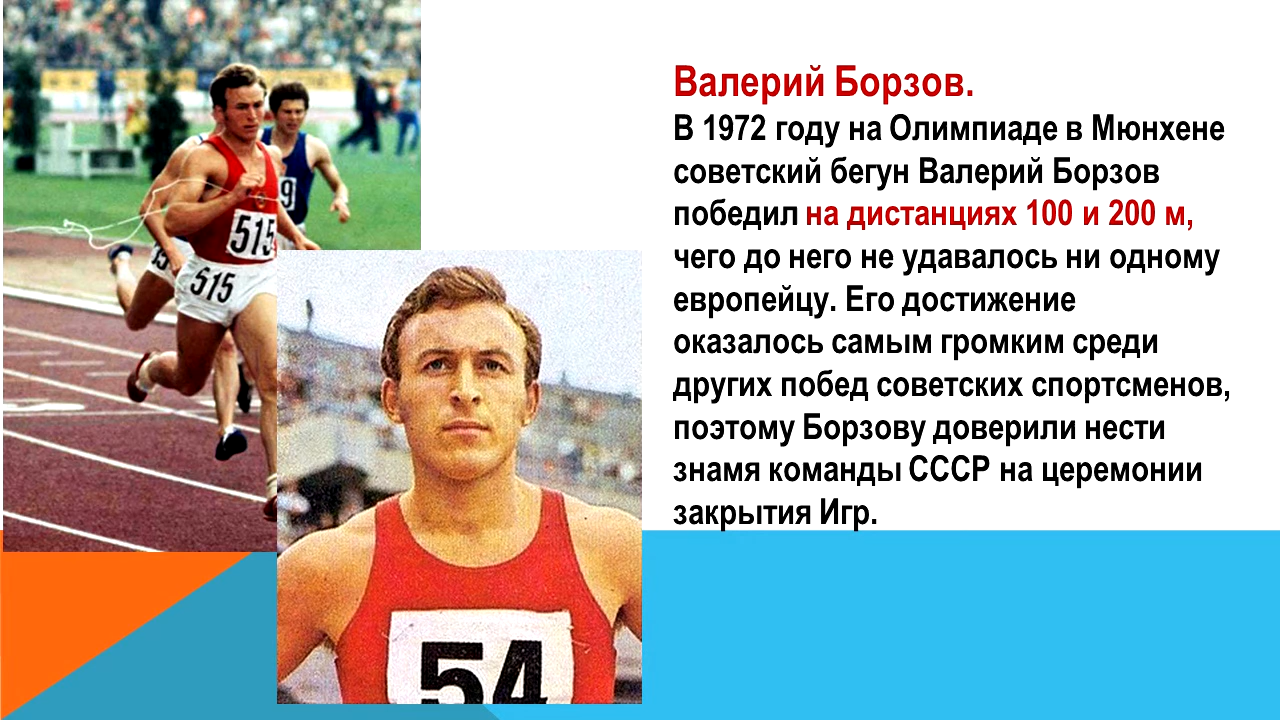 Валерий Борзов.
В 1972 году на Олимпиаде в Мюнхене
советский бегун Валерий Борзов
победил на дистанциях 100 и 200 м,
чего до него не удавалось ни одному
европейцу. Его достижение
оказалось самым громким среди
других побед советских спортсменов,
поэтому Борзову доверили нести
знамя команды СССР на церемонии
закрытия Игр.
9
515
515
54